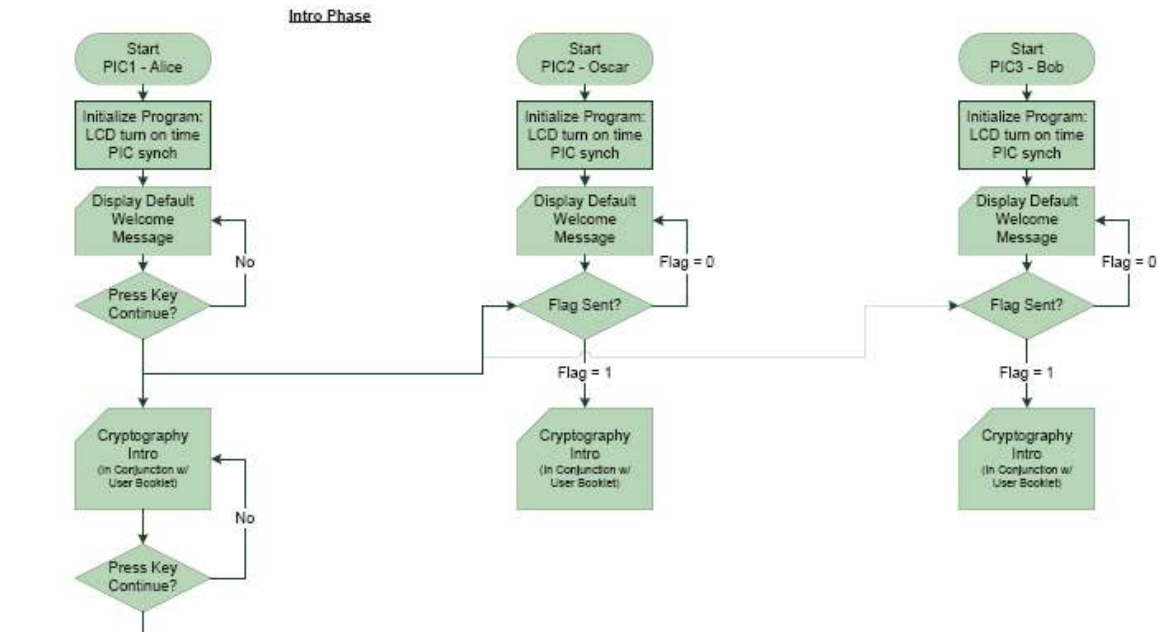 Intro Phase
Start
PIC1 - Alice
Initialize Program:
LCD turn on time
PIC synch
Display Default
Welcome
Message
No
Press Key
Continue?
Cryptography
Intro
(In Conjunction w/
User Booklet)
No
Press Key
Continue?
Start
PIC2 - Oscar
Initialize Program:
LCD turn on time
PIC synch
Display Default
Welcome
Message
Flag = 0
Flag Sent?
Flag = 1
Cryptography
Intro
(In Conjunction w/
User Booklet)
Start
PIC3 - Bob
Initialize Program:
LCD turn on time
PIC synch
Display Default
Welcome
Message
Flag = 0
Flag Sent?
Flag = 1
Cryptography
Intro
(In Conjunction w/
User Booklet)